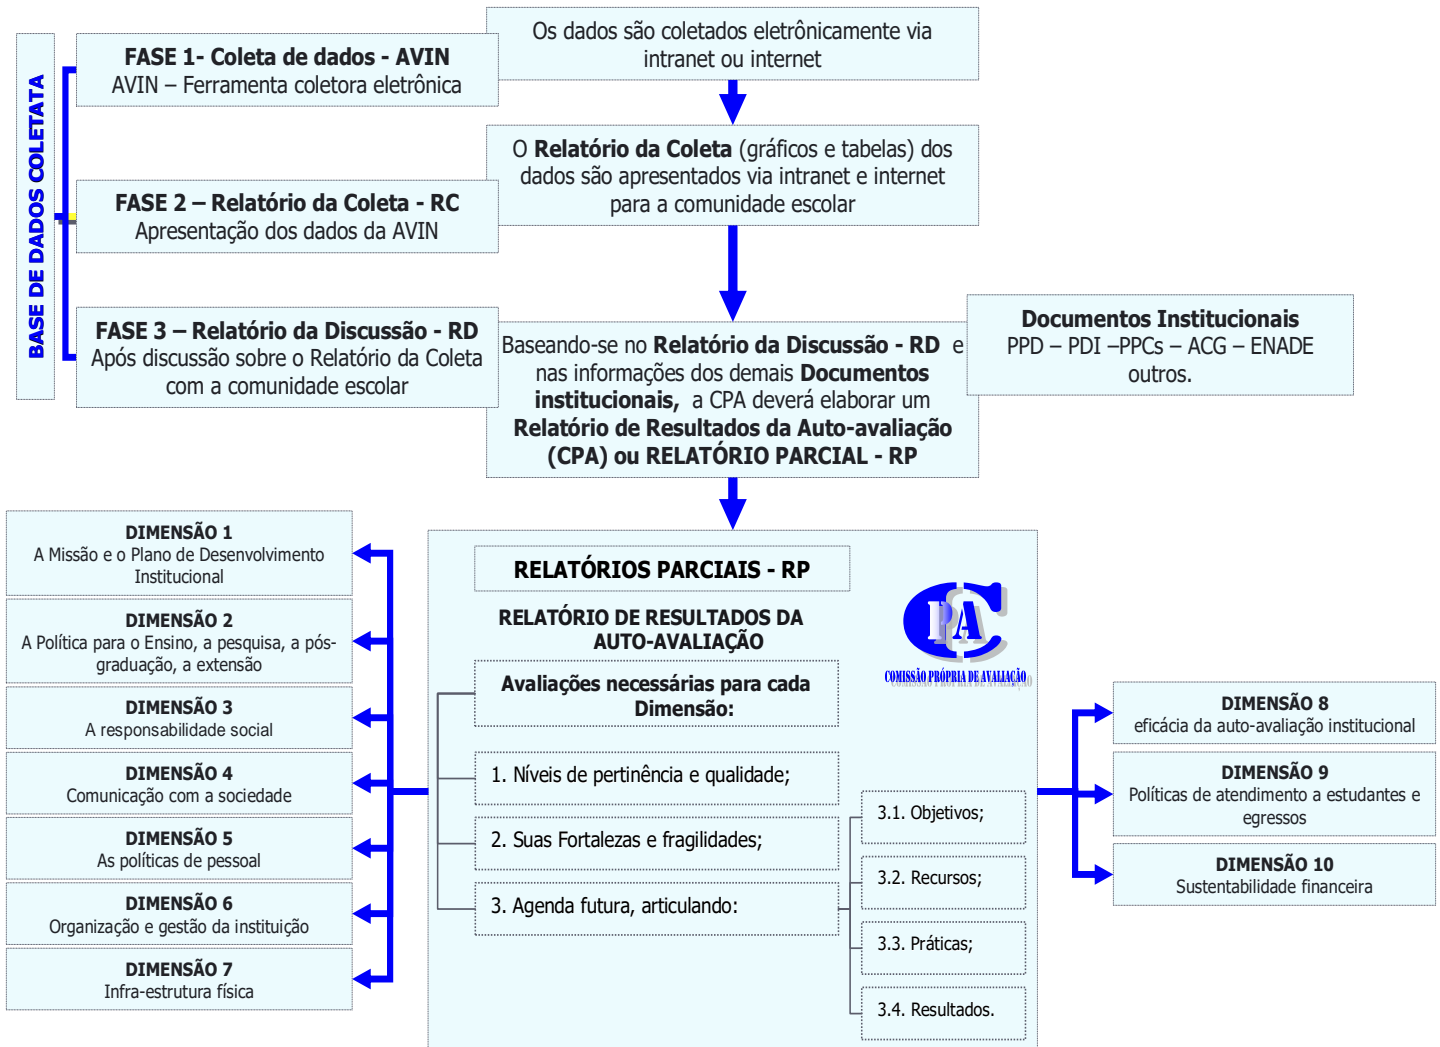 BASE DE DADOS COLETATA
FASE 1- Coleta de dados - AVIN
AVIN – Ferramenta coletora eletrônica
Os dados são coletados eletrônicamente via
intranet ou internet
O Relatório da Coleta (gráficos e tabelas) dos
dados são apresentados via intranet e internet
para a comunidade escolar
FASE 2 – Relatório da Coleta - RC
Apresentação dos dados da AVIN
FASE 3 – Relatório da Discussão - RD
Após discussão sobre o Relatório da Coleta
com a comunidade escolar
Baseando-se no Relatório da Discussão - RD e
nas informações dos demais Documentos
institucionais, a CPA deverá elaborar um
Relatório de Resultados da Auto-avaliação
(CPA) ou RELATÓRIO PARCIAL - RP
Documentos Institucionais
PPD – PDI –PPCs – ACG – ENADE
outros.
DIMENSÃO 1
A Missão e o Plano de Desenvolvimento
Institucional
DIMENSÃO 2
A Política para o Ensino, a pesquisa, a pós-
graduação, a extensão
DIMENSÃO 3
A responsabilidade social
DIMENSÃO 4
Comunicação com a sociedade
DIMENSÃO 5
As políticas de pessoal
DIMENSÃO 6
Organização e gestão da instituição
DIMENSÃO 7
Infra-estrutura física
RELATÓRIOS PARCIAIS - RP
RELATÓRIO DE RESULTADOS DA
AUTO-AVALIAÇÃO
CPA
COMISSÃO PRÓPRIA DE AVALIAÇÃO
Avaliações necessárias para cada
Dimensão:
1. Níveis de pertinência e qualidade;
2. Suas Fortalezas e fragilidades;
3. Agenda futura, articulando:
3.1. Objetivos;
3.2. Recursos;
3.3. Práticas;
3.4. Resultados.
DIMENSÃO 8
eficácia da auto-avaliação institucional
DIMENSÃO 9
Políticas de atendimento a estudantes e
egressos
DIMENSÃO 10
Sustentabilidade financeira